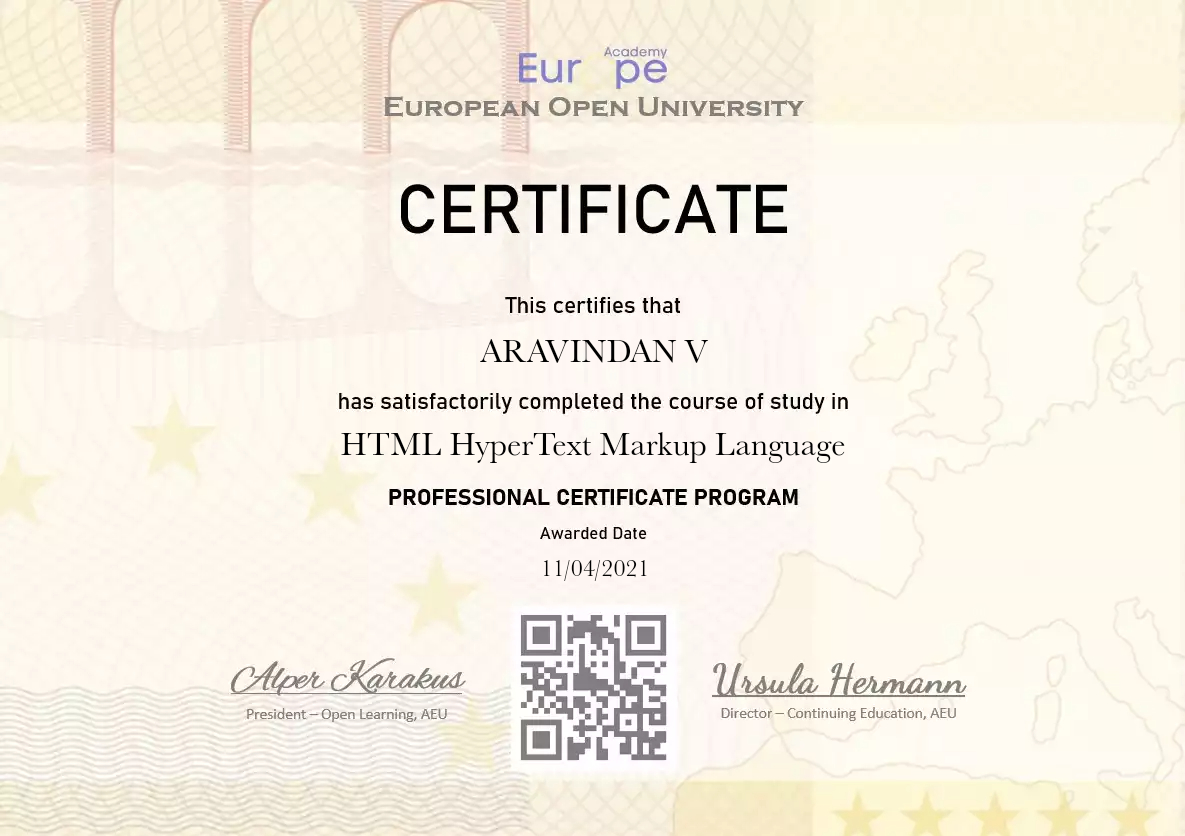 Academy
Eur pe
EUROPEAN OPEN UNIVERSITY
CERTIFICATE
This certifies that
ARAVINDAN V
has satisfactorily completed the course of study in
HTML HyperText Markup Language
PROFESSIONAL CERTIFICATE PROGRAM
Awarded Date
11/04/2021
Alper Karakus
President – Open Learning, AEU
Ursula Hermann
Director – Continuing Education, AEU